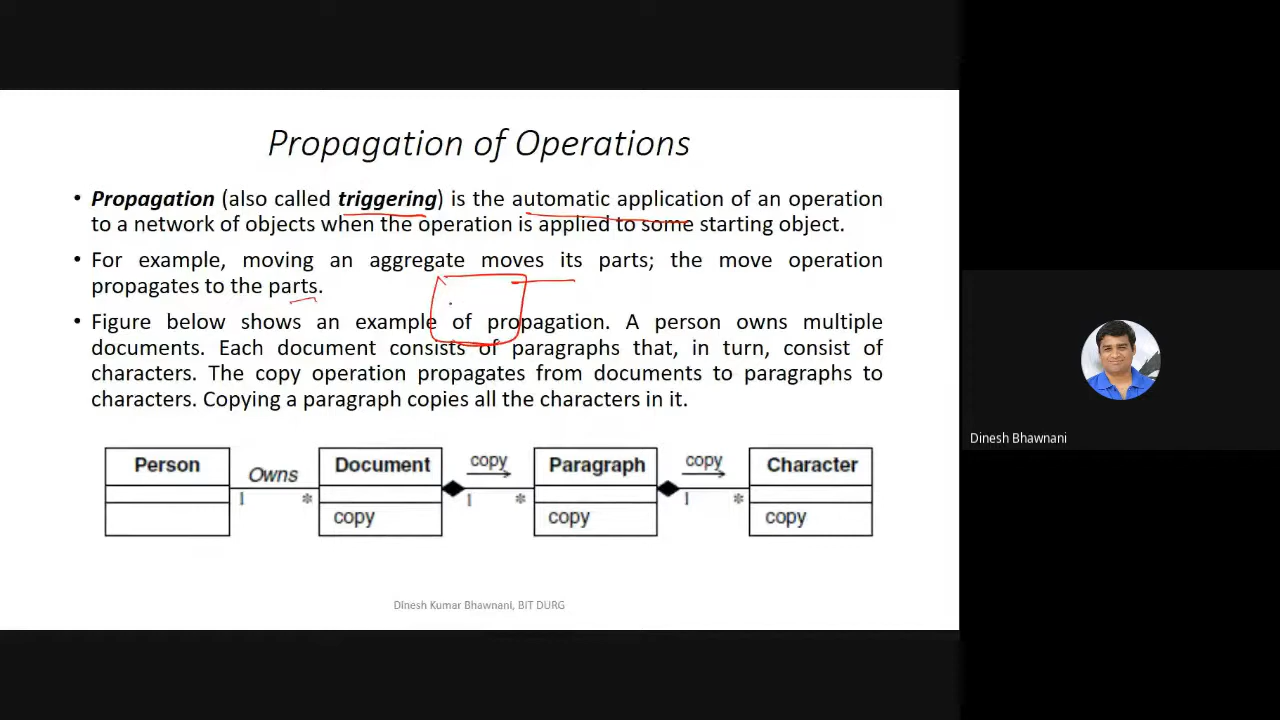 Propagation of Operations
• Propagation (also called triggering) is the automatic application of an operation
to a network of objects when the operation is applied to some starting object.
• For example, moving an aggregate moves its parts; the move operation
propagates to the parts.
• Figure below shows an example of propagation. A person owns multiple
documents. Each document consists of paragraphs that, in turn, consist of
characters. The copy operation propagates from documents to paragraphs to
characters. Copying a paragraph copies all the characters in it.
Person Owns Document copy Paragraph copy Character
1 * 1 * 1 *
copy copy copy
Dinesh Kumar Bhawnani, BIT DURG
Dinesh Bhawnani